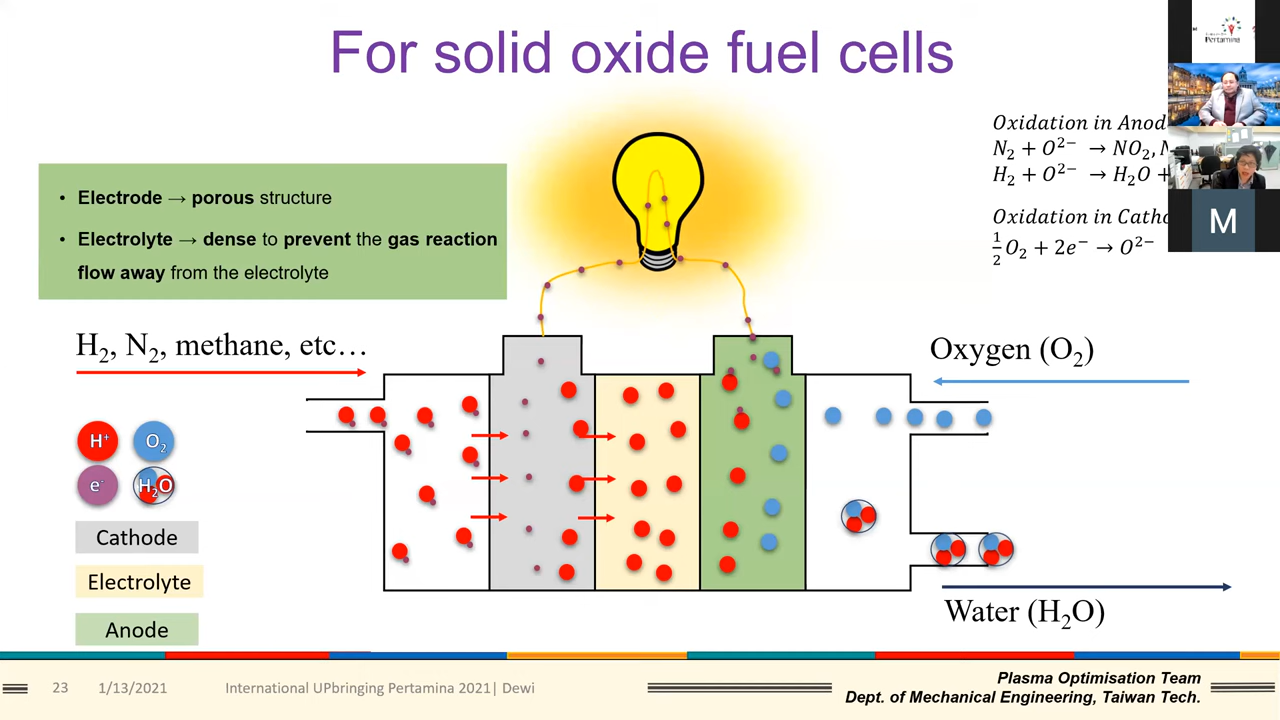 For solid oxide fuel cells
Pertamina
• Electrode → porous structure
• Electrolyte → dense to prevent the gas reaction
flow away from the electrolyte
Oxidation in Anod
N₂ + O²⁻ → NO₂, N
H₂ + O²⁻ → H₂O +
Oxidation in Catho
½O₂ + 2e⁻ → O²⁻
M
H₂, N₂, methane, etc…
Oxygen (O₂)
H⁺ O₂
e⁻ H₂O
Cathode
Electrolyte
Anode
Water (H₂O)
23 1/13/2021 International UPbringing Pertamina 2021| Dewi
Plasma Optimisation Team
Dept. of Mechanical Engineering, Taiwan Tech.